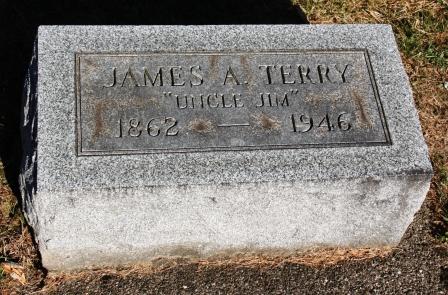 JAMES A. TERRY
"UNCLE JIM"
1862 — 1946